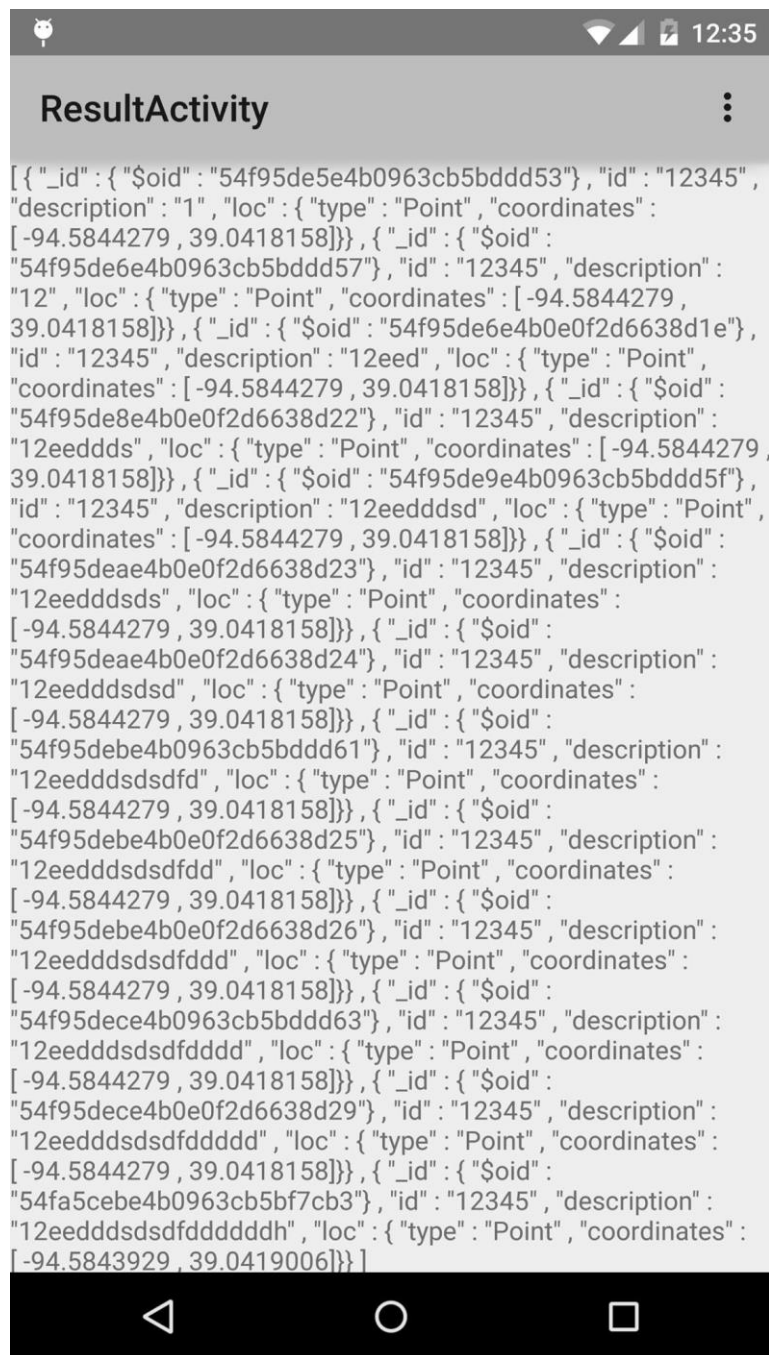 12:35
ResultActivity
[ { "_id" : { "$oid" : "54f95de5e4b0963cb5bddd53"} , "id" : "12345" ,
"description" : "1" , "loc" : { "type" : "Point" , "coordinates" :
[ -94.5844279 , 39.0418158]}} , { "_id" : { "$oid" :
"54f95de6e4b0963cb5bddd57"} , "id" : "12345" , "description" :
"12" , "loc" : { "type" : "Point" , "coordinates" : [ -94.5844279 ,
39.0418158]}} , { "_id" : { "$oid" : "54f95de6e4b0e0f2d6638d1e"} ,
"id" : "12345" , "description" : "12eed" , "loc" : { "type" : "Point" ,
"coordinates" : [ -94.5844279 , 39.0418158]}} , { "_id" : { "$oid" :
"54f95de8e4b0e0f2d6638d22"} , "id" : "12345" , "description" :
"12eeddds" , "loc" : { "type" : "Point" , "coordinates" : [ -94.5844279 ,
39.0418158]}} , { "_id" : { "$oid" : "54f95de9e4b0963cb5bddd5f"} ,
"id" : "12345" , "description" : "12eedddsd" , "loc" : { "type" : "Point" ,
"coordinates" : [ -94.5844279 , 39.0418158]}} , { "_id" : { "$oid" :
"54f95deae4b0e0f2d6638d23"} , "id" : "12345" , "description" :
"12eedddsds" , "loc" : { "type" : "Point" , "coordinates" :
[ -94.5844279 , 39.0418158]}} , { "_id" : { "$oid" :
"54f95deae4b0e0f2d6638d24"} , "id" : "12345" , "description" :
"12eedddsdsd" , "loc" : { "type" : "Point" , "coordinates" :
[ -94.5844279 , 39.0418158]}} , { "_id" : { "$oid" :
"54f95debe4b0963cb5bddd61"} , "id" : "12345" , "description" :
"12eedddsdsdfd" , "loc" : { "type" : "Point" , "coordinates" :
[ -94.5844279 , 39.0418158]}} , { "_id" : { "$oid" :
"54f95debe4b0e0f2d6638d25"} , "id" : "12345" , "description" :
"12eedddsdsdfdd" , "loc" : { "type" : "Point" , "coordinates" :
[ -94.5844279 , 39.0418158]}} , { "_id" : { "$oid" :
"54f95debe4b0e0f2d6638d26"} , "id" : "12345" , "description" :
"12eedddsdsdfddd" , "loc" : { "type" : "Point" , "coordinates" :
[ -94.5844279 , 39.0418158]}} , { "_id" : { "$oid" :
"54f95dece4b0963cb5bddd63"} , "id" : "12345" , "description" :
"12eedddsdsdfdddd" , "loc" : { "type" : "Point" , "coordinates" :
[ -94.5844279 , 39.0418158]}} , { "_id" : { "$oid" :
"54f95dece4b0e0f2d6638d29"} , "id" : "12345" , "description" :
"12eedddsdsdfddddd" , "loc" : { "type" : "Point" , "coordinates" :
[ -94.5844279 , 39.0418158]}} , { "_id" : { "$oid" :
"54fa5cebe4b0963cb5bf7cb3"} , "id" : "12345" , "description" :
"12eedddsdsdfddddddh" , "loc" : { "type" : "Point" , "coordinates" :
[ -94.5843929 , 39.0419006]}} ]